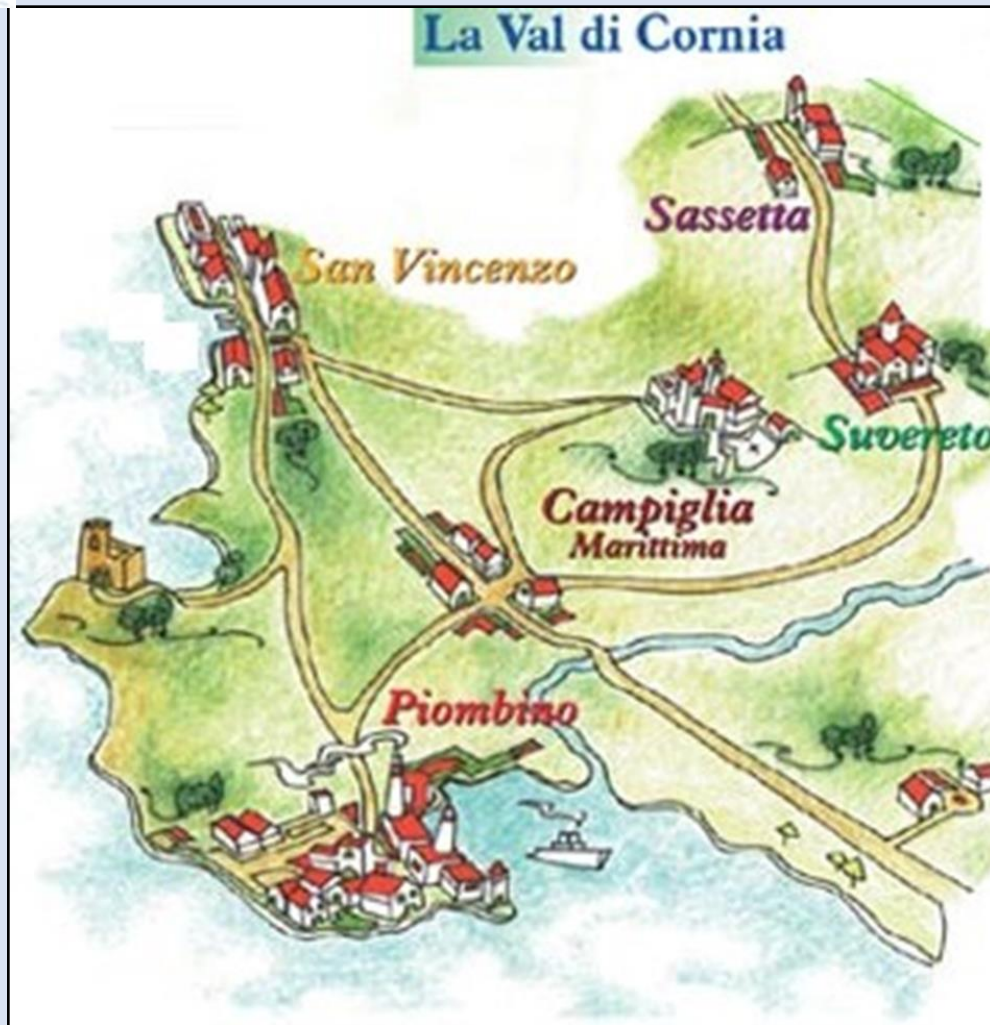 La Val di Cornia
Sassetta
San Vincenzo
Suvereto
Campiglia
Marittima
Piombino